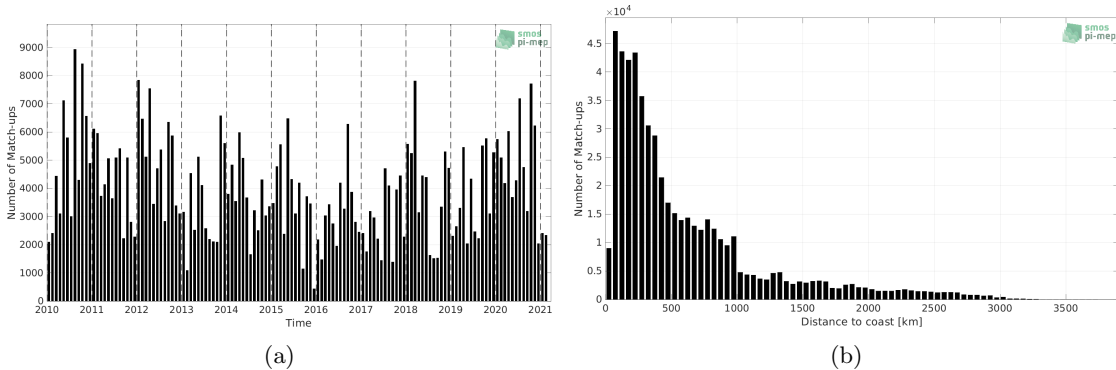 smos
pi-mep
9000
8000
7000
6000
5000
4000
3000
2000
1000
0
Number of Match-ups
2010 2011 2012 2013 2014 2015 2016 2017 2018 2019 2020 2021
Time
(a)
×10⁴
smos
pi-mep
4.5
4
3.5
3
2.5
2
1.5
1
0.5
0
Number of Match-ups
0 500 1000 1500 2000 2500 3000 3500
Distance to coast [km]
(b)